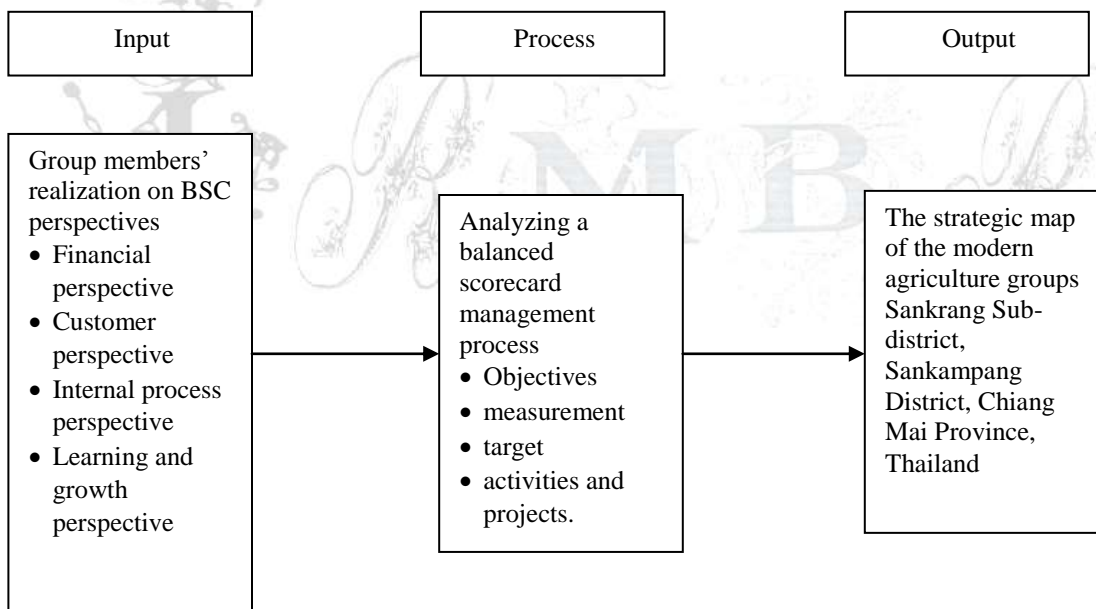 Input
Process
Output
Group members’
realization on BSC
perspectives
• Financial
perspective
• Customer
perspective
• Internal process
perspective
• Learning and
growth
perspective
Analyzing a
balanced
scorecard
management
process
• Objectives
• measurement
• target
• activities and
projects.
The strategic map
of the modern
agriculture groups
Sankrang Sub-
district,
Sankampang
District, Chiang
Mai Province,
Thailand
M B